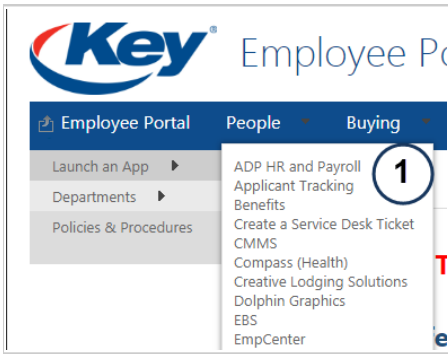 Key®
Employee Po
Employee Portal People Buying
Launch an App
Departments
Policies & Procedures
ADP HR and Payroll
Applicant Tracking
Benefits
Create a Service Desk Ticket
CMMS
Compass (Health)
Creative Lodging Solutions
Dolphin Graphics
EBS
EmpCenter
1
T
e